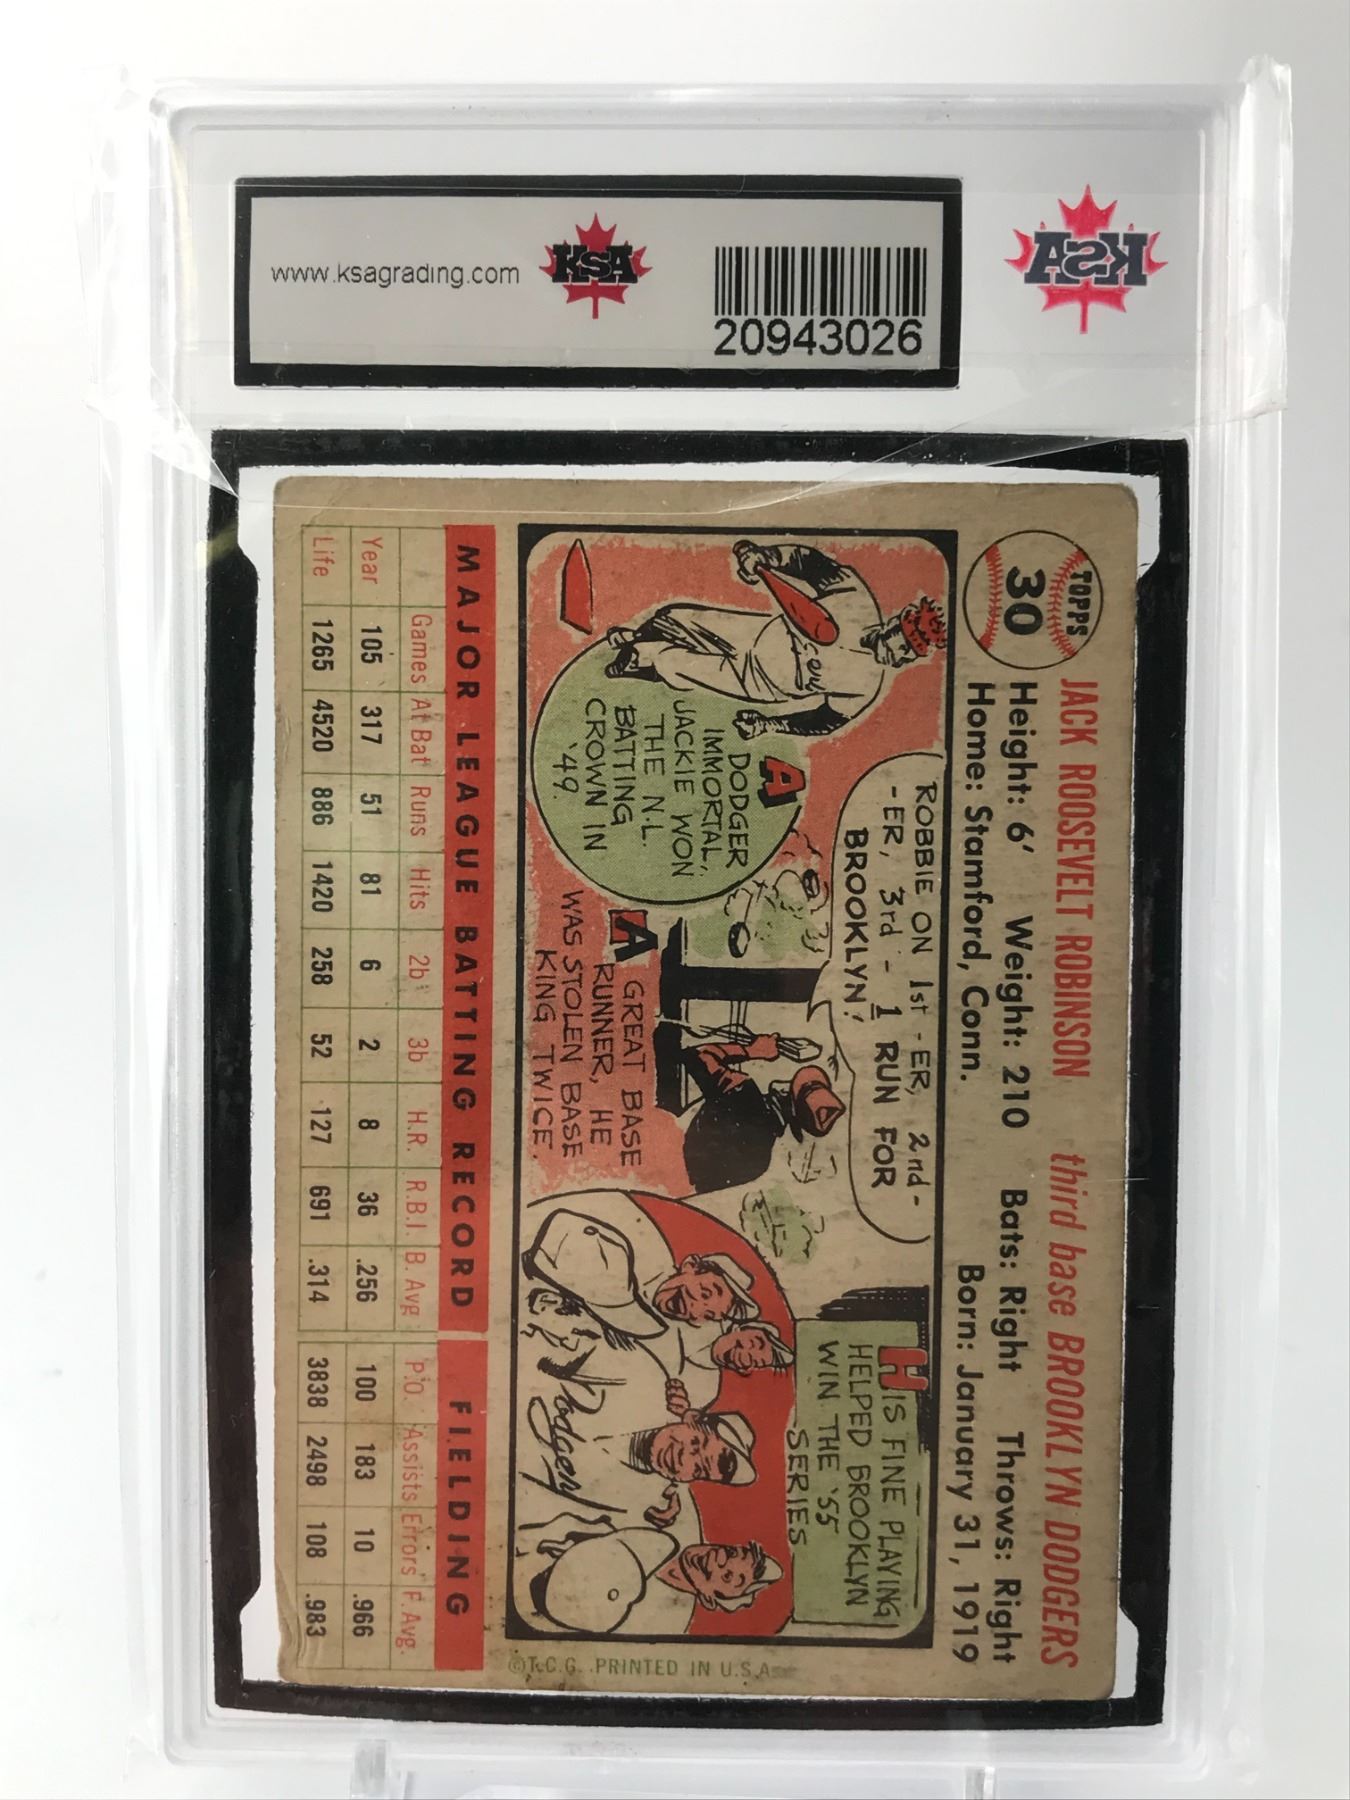 www.ksagrading.com
KSA
20943026
KSA
TOPPS
30
JACK ROOSEVELT ROBINSON third base BROOKLYN DODGERS
Height: 6' Weight: 210 Bats: Right Throws: Right
Home: Stamford, Conn. Born: January 31, 1919
ROBBIE ON 1st-ER, 2nd-
-ER, 3rd-1 RUN FOR
BROOKLYN!
A
DODGER
IMMORTAL,
JACKIE WON
THE N.L.
BATTING
CROWN IN
'49.
A GREAT BASE
RUNNER, HE
WAS STOLEN BASE
KING TWICE.
HIS FINE PLAYING
HELPED BROOKLYN
WIN THE '55
SERIES
Dodgers
©T.C.G. PRINTED IN U.S.A.
MAJOR LEAGUE BATTING RECORD FIELDING
Games At Bat Runs Hits 2b 3b H.R. R.B.I. B. Avg. P.O. Assists Errors F. Avg.
Year 105 317 51 81 6 2 8 36 .256 100 183 10 .966
Life 1265 4520 886 1420 258 52 127 691 .314 3838 2498 108 .983